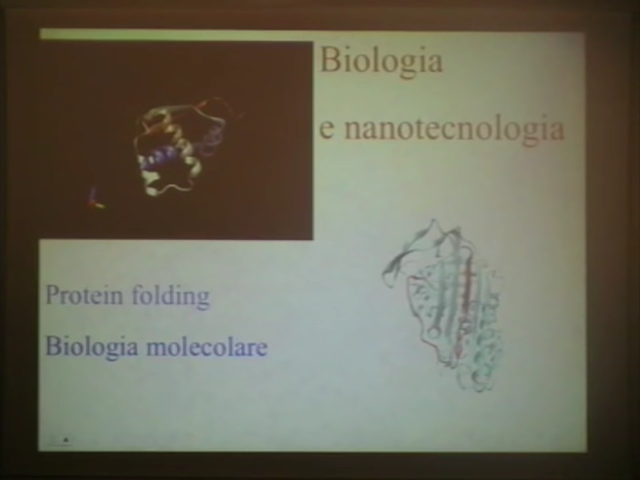 Biologia
e nanotecnologia
Protein folding
Biologia molecolare